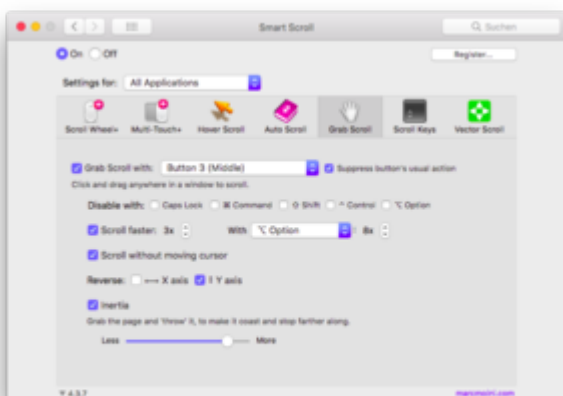 Smart Scroll
Suchen
On Off
Register...
Settings for: All Applications
Scroll Wheel+ Multi-Touch+ Hover Scroll Auto Scroll Grab Scroll Scroll Keys Vector Scroll
Grab Scroll with: Button 3 (Middle) Suppress button's usual action
Click and drag anywhere in a window to scroll.
Disable with: Caps Lock ⌘ Command ⇧ Shift ^ Control ⌥ Option
Scroll faster: 3x With ⌥ Option 8x
Scroll without moving cursor
Reverse: ⟷ X axis ↕ Y axis
Inertia
Grab the page and 'throw' it, to make it coast and stop farther along.
Less More
v 4.3.7
marcmoini.com